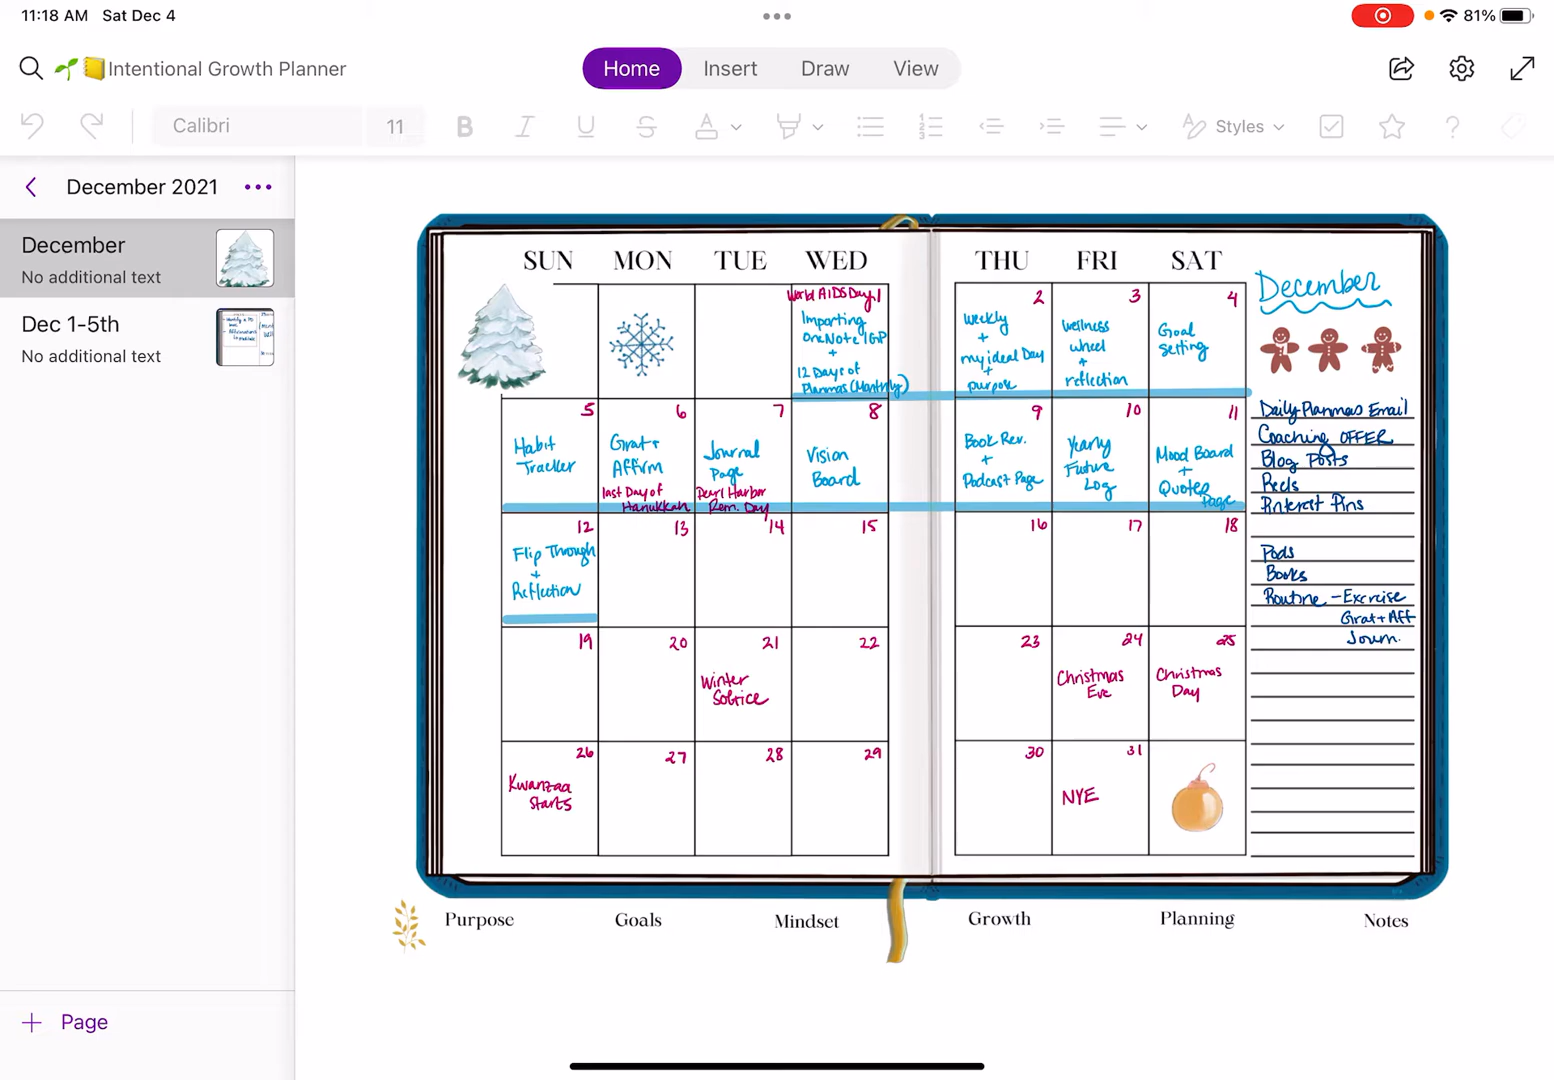 11:18 AM Sat Dec 4
81%
Intentional Growth Planner
Home
Insert
Draw
View
Calibri
11
B
I
U
S
A
Styles
?
December 2021
December
No additional text
Dec 1-5th
No additional text
Page
SUN MON TUE WED THU FRI SAT
December
World AIDS Day 1
Importing
OneNote IGP
+
12 Days of
Planmas (Monthly)
2
Weekly
+
my ideal Day
+
purpose
3
wellness
wheel
+
reflection
4
Goal
setting
5
Habit
Tracker
6
Grat +
Affirm
last Day of
Hanukkah
7
Journal
Page
Pearl Harbor
Rem. Day
8
Vision
Board
9
Book Rev.
+
Podcast Page
10
Yearly
Future
Log
11
Mood Board
+
Quotes
Page
12
Flip Through
+
Reflection
13
14
15
16
17
18
19
20
21
Winter
Soltice
22
23
24
Christmas
Eve
25
Christmas
Day
26
Kwanzaa
starts
27
28
29
30
31
NYE
Daily Planmas Email
Coaching OFFER
Blog Posts
Reels
Pinterest Pins
Pods
Books
Routine - Exercise
Grat + Aff
Journ.
Purpose
Goals
Mindset
Growth
Planning
Notes